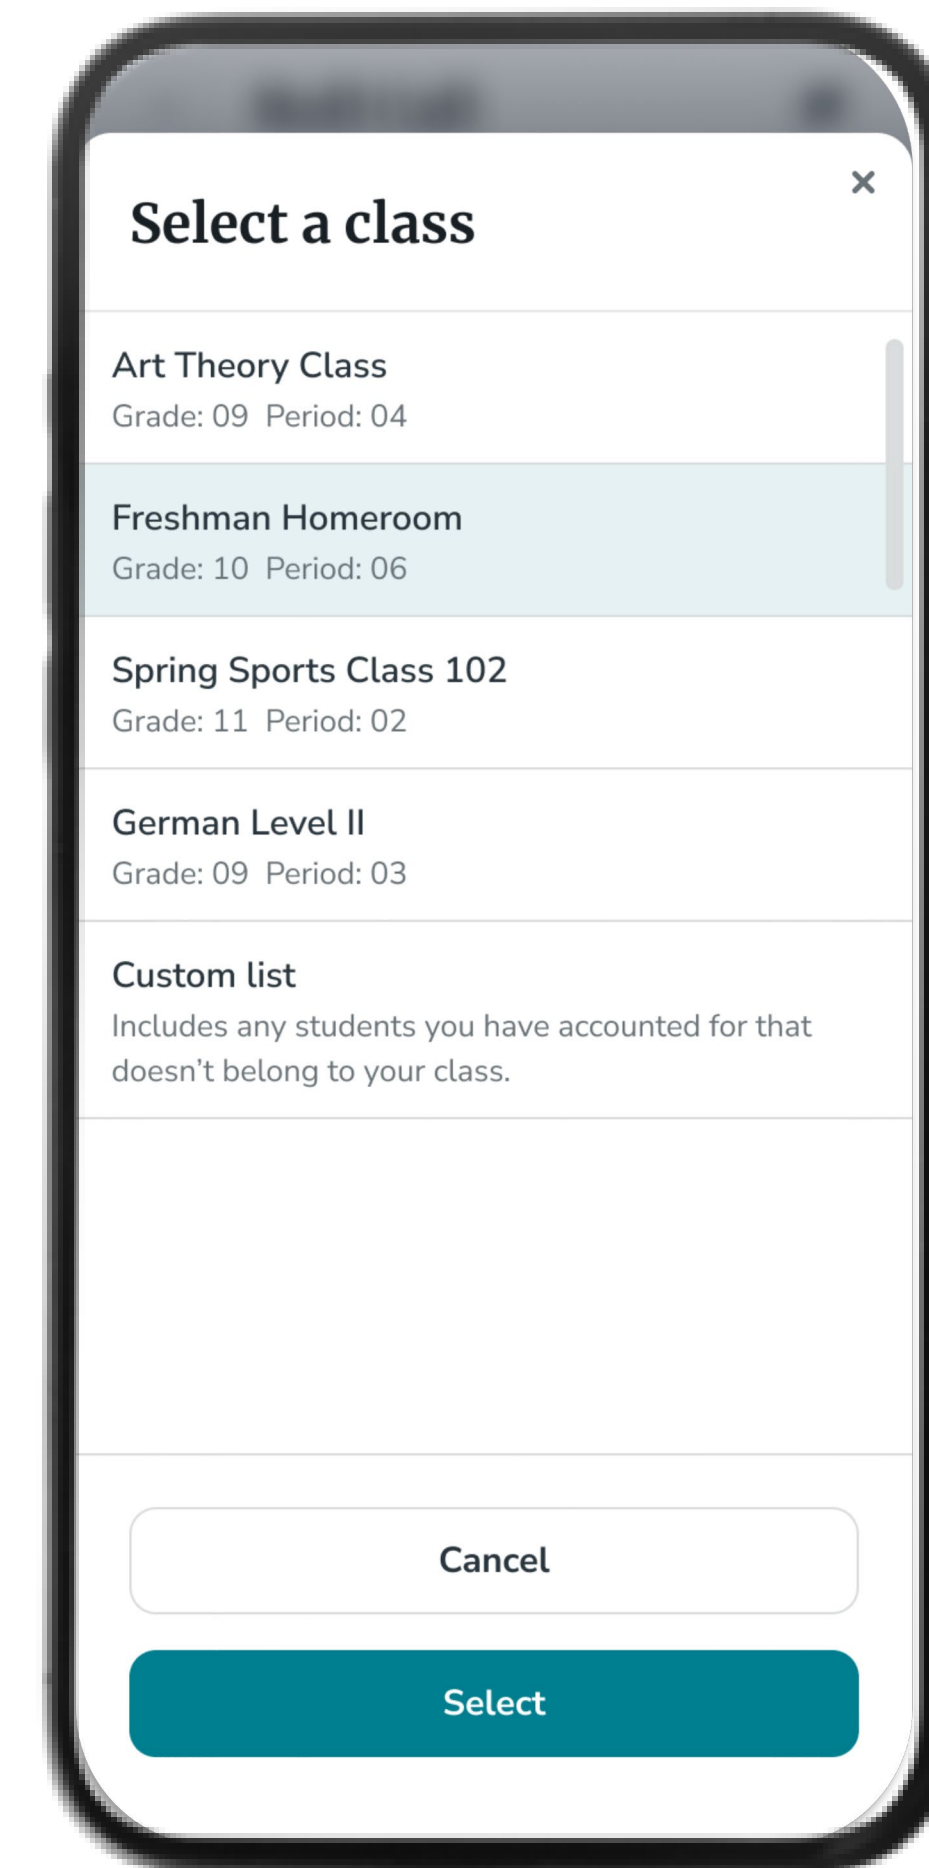 Select a class
Art Theory Class
Grade: 09 Period: 04
Freshman Homeroom
Grade: 10 Period: 06
Spring Sports Class 102
Grade: 11 Period: 02
German Level II
Grade: 09 Period: 03
Custom list
Includes any students you have accounted for that
doesn’t belong to your class.
Cancel
Select